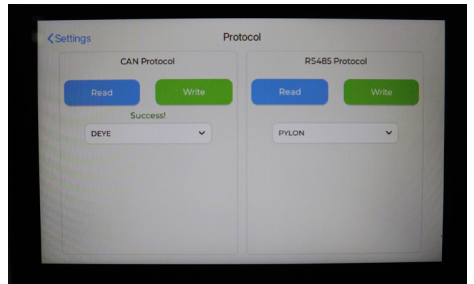 Settings
Protocol
CAN Protocol
Read
Write
Success!
DEYE
RS485 Protocol
Read
Write
PYLON